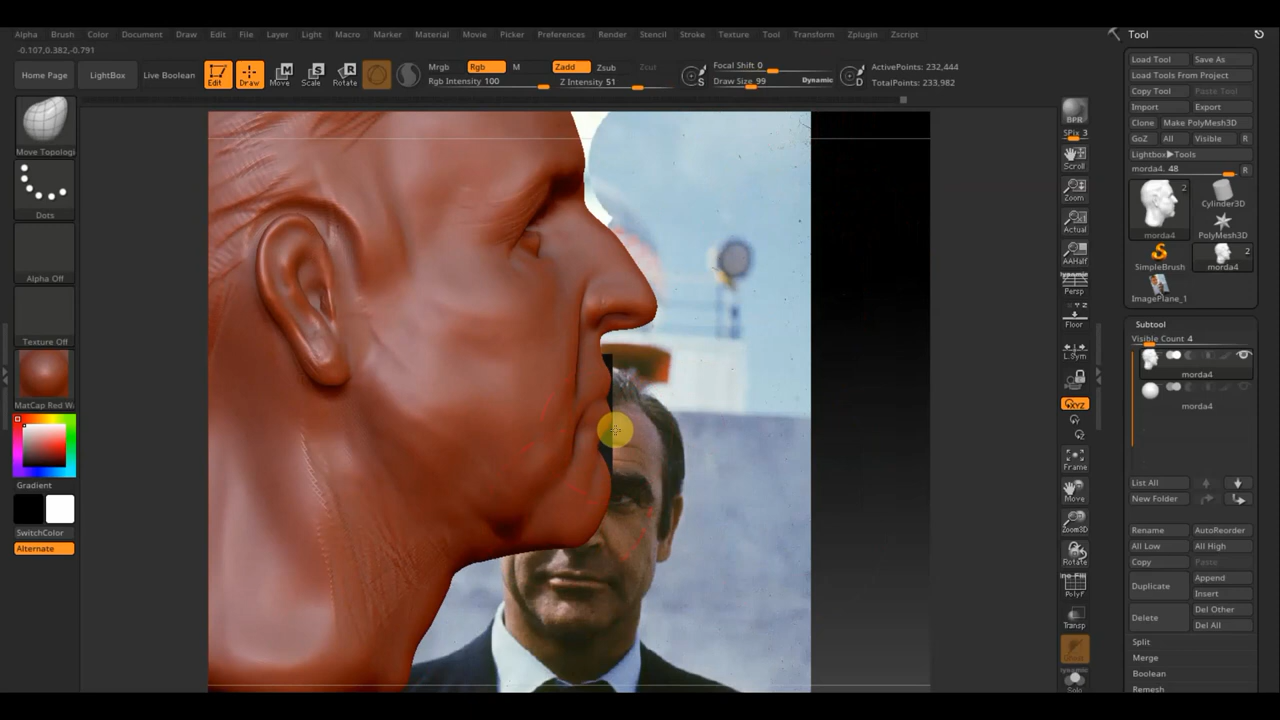 Alpha Brush Color Document Draw Edit File Layer Light Macro Marker Material Movie Picker Preferences Render Stencil Stroke Texture Tool Transform Zplugin Zscript
Tool
-0.107,0.382,-0.791
Home Page
LightBox
Live Boolean
Edit
Draw
Move
Scale
Rotate
Mrgb Rgb M
Rgb Intensity 100
Zadd Zsub Zcut
Z Intensity 51
S
Focal Shift 0
Draw Size 99 Dynamic
D
ActivePoints: 232,444
TotalPoints: 233,982
Load Tool Save As
Load Tools From Project
Copy Tool Paste Tool
Import Export
Clone Make PolyMesh3D
GoZ All Visible R
Lightbox▶Tools
morda4. 48 R
2
morda4
Cylinder3D
PolyMesh3D
SimpleBrush
2
morda4
ImagePlane_1
Subtool
Visible Count 4
morda4
morda4
List All
New Folder
Rename AutoReorder
All Low All High
Copy Paste
Duplicate Append
Insert
Delete Del Other
Del All
Split
Merge
Boolean
Remesh
Move Topologi
Dots
Alpha Off
Texture Off
MatCap Red W
Gradient
SwitchColor
Alternate
BPR
SPix 3
Scroll
Zoom
Actual
AAHalf
Dynamic
Persp
Floor
L.Sym
XYZ
Frame
Move
Zoom3D
Rotate
PolyF
Transp
Ghost
Dynamic
Solo